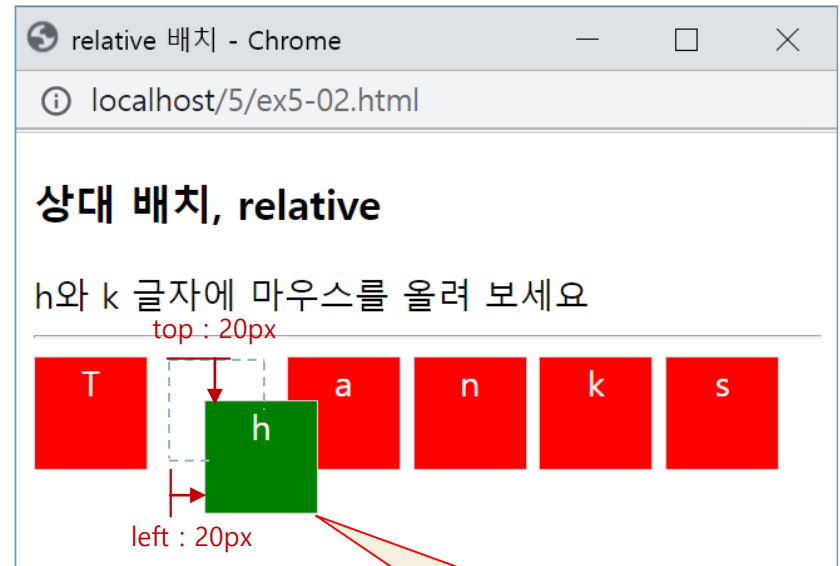 relative 배치 - Chrome
localhost/5/ex5-02.html
상대 배치, relative
h와 k 글자에 마우스를 올려 보세요
top : 20px
T a n k s
h
left : 20px